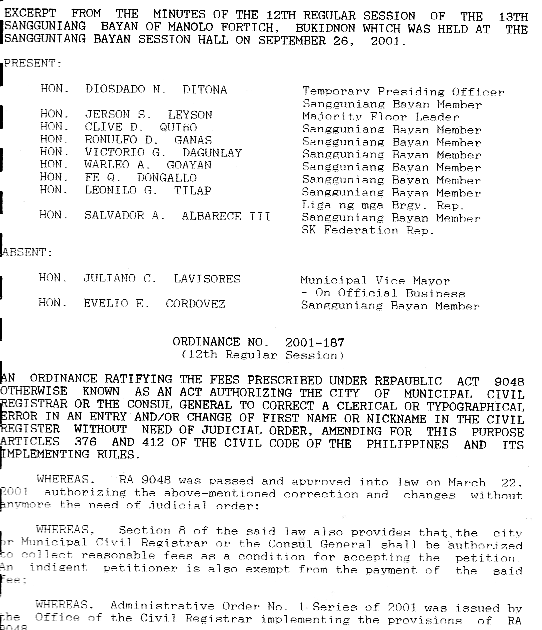 EXCERPT FROM THE MINUTES OF THE 12TH REGULAR SESSION OF THE 13TH
SANGGUNIANG BAYAN OF MANOLO FORTICH, BUKIDNON WHICH WAS HELD AT THE
SANGGUNIANG BAYAN SESSION HALL ON SEPTEMBER 26, 2001.
PRESENT:
HON. DIOSDADO N. DITONA Temporary Presiding Officer
Sangguniang Bayan Member
HON. JERSON S. LEYSON Majority Floor Leader
HON. CLIVE D. Sangguniang Bayan Member
HON. RONULFO D. GANAS Sangguniang Bayan Member
HON. VICTORIO G. DAGUNLAY Sangguniang Bayan Member
HON. WARLEO A. GOAYAN Sangguniang Bayan Member
HON. FE Q. DONGALLO Sangguniang Bayan Member
HON. LEONILO G. TILAP Sangguniang Bayan Member
Liga ng mga Brgy. Rep.
HON. SALVADOR A. ALBARECE III Sangguniang Bayan Member
SK Federation Rep.
ABSENT:
HON. JULIANO C. LAVISORES Municipal Vice Mayor
- On Official Business
HON. EVELIO E. CORDOVEZ Sangguniang Bayan Member
ORDINANCE NO. 2001-187
(12th Regular Session)
AN ORDINANCE RATIFYING THE FEES PRESCRIBED UNDER REPAUBLIC ACT 9048
OTHERWISE KNOWN AS AN ACT AUTHORIZING THE CITY OF MUNICIPAL CIVIL
REGISTRAR OR THE CONSUL GENERAL TO CORRECT A CLERICAL OR TYPOGRAPHICAL
ERROR IN AN ENTRY AND/OR CHANGE OF FIRST NAME OR NICKNAME IN THE CIVIL
REGISTER WITHOUT NEED OF JUDICIAL ORDER, AMENDING FOR THIS PURPOSE
ARTICLES 376 AND 412 OF THE CIVIL CODE OF THE PHILIPPINES AND ITS
IMPLEMENTING RULES.
WHEREAS, RA 9048 was passed and approved into law on March 22,
2001 authorizing the above-mentioned correction and changes without
anymore the need of judicial order;
WHEREAS, Section 8 of the said law also provides that the city
or Municipal Civil Registrar or the Consul General shall be authorized
to collect reasonable fees as a condition for accepting the petition
An indigent petitioner is also exempt from the payment of the said
fee;
WHEREAS, Administrative Order No. 1 Series of 2001 was issued by
the Office of the Civil Registrar implementing the provisions of RA
9048